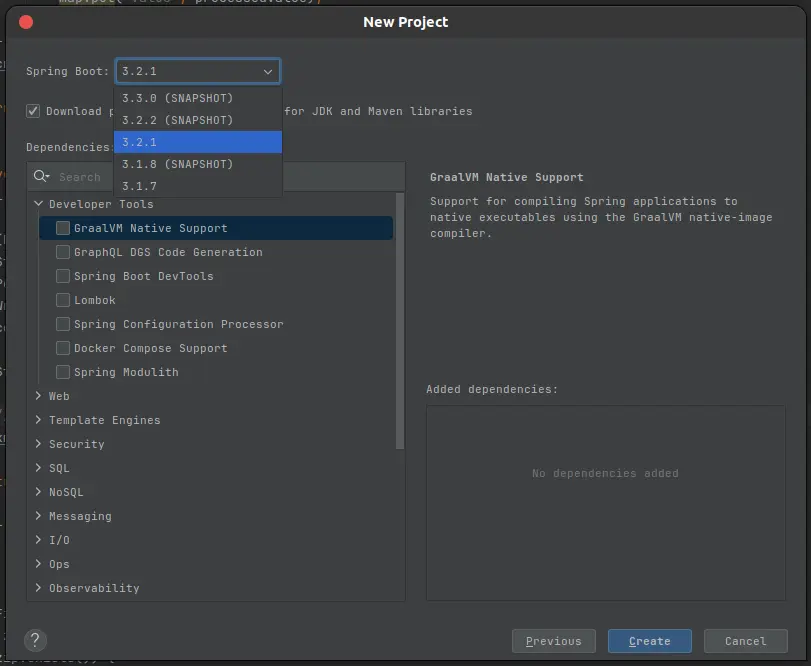 New Project
Spring Boot: 3.2.1
3.3.0 (SNAPSHOT)
3.2.2 (SNAPSHOT)
3.2.1
3.1.8 (SNAPSHOT)
3.1.7
Download
for JDK and Maven libraries
Dependencies:
Search
Developer Tools
GraalVM Native Support
GraphQL DGS Code Generation
Spring Boot DevTools
Lombok
Spring Configuration Processor
Docker Compose Support
Spring Modulith
Web
Template Engines
Security
SQL
NoSQL
Messaging
I/O
Ops
Observability
GraalVM Native Support
Support for compiling Spring applications to
native executables using the GraalVM native-image
compiler.
Added dependencies:
No dependencies added
?
Previous
Create
Cancel